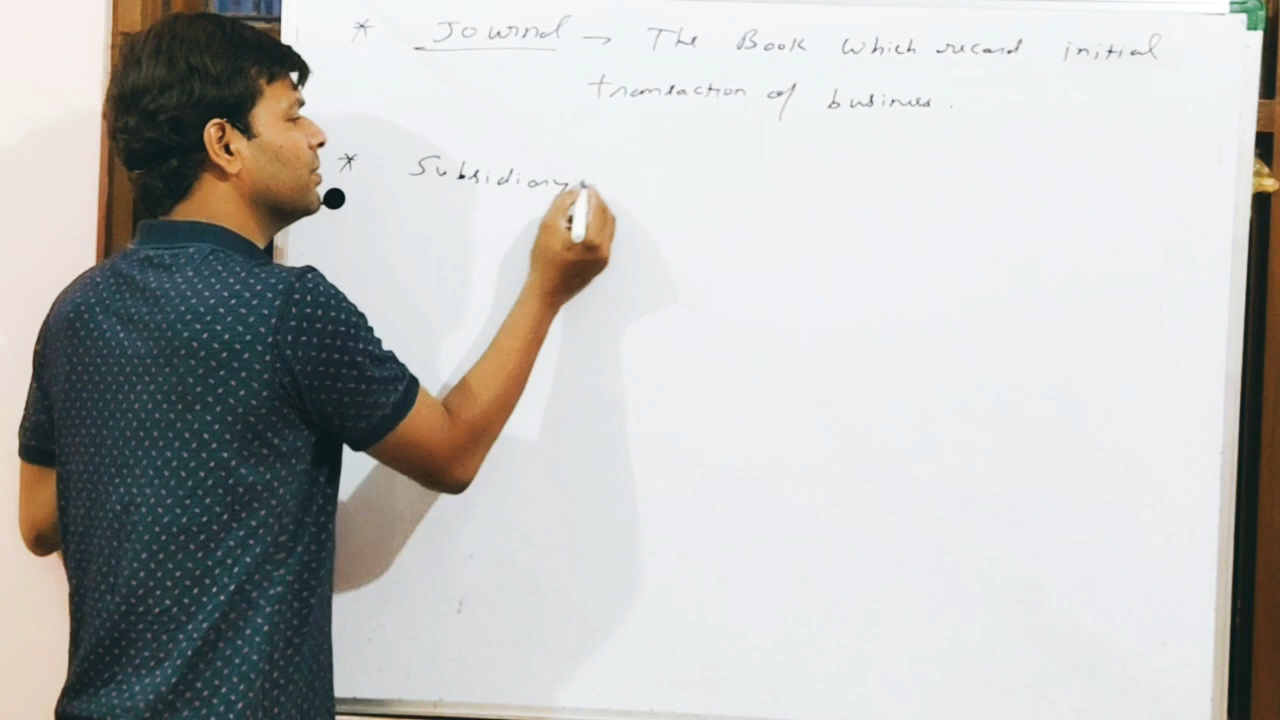 * Journal → The Book which record initial
transaction of business.
* Subsidiary